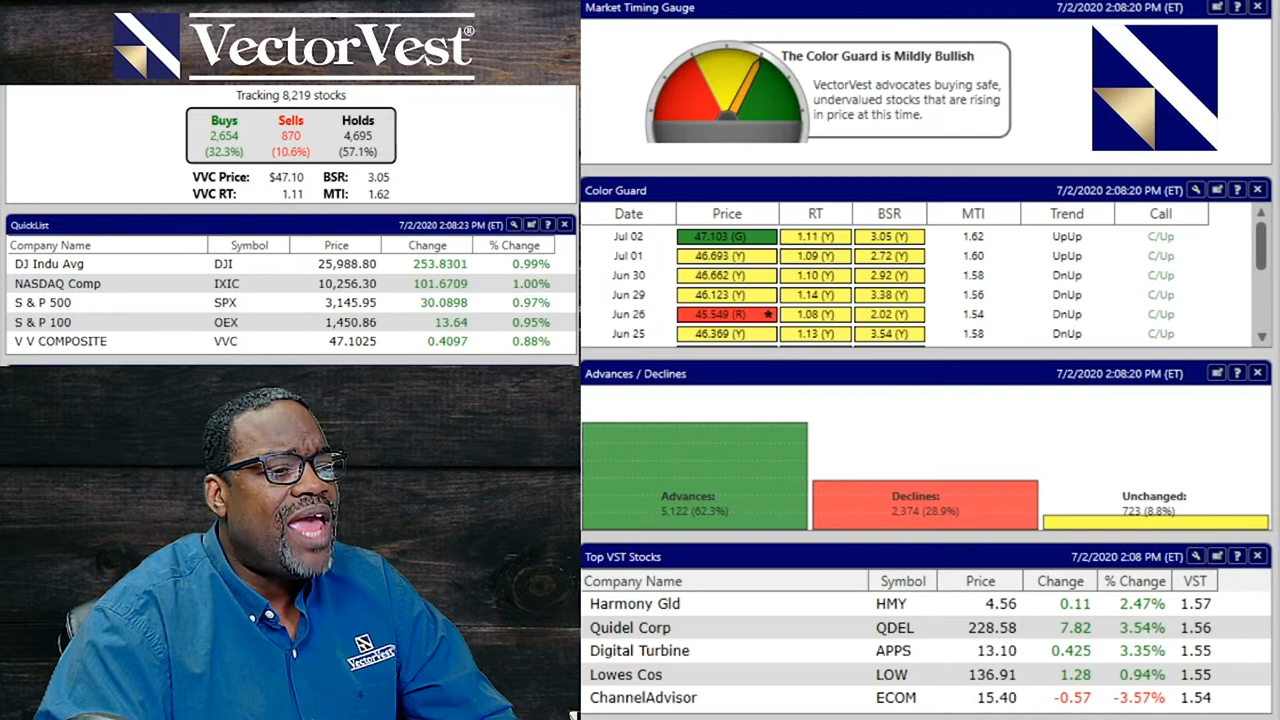 VectorVest®
Tracking 8,219 stocks
Buys Sells Holds
2,654 870 4,695
(32.3%) (10.6%) (57.1%)
VVC Price: $47.10 BSR: 3.05
VVC RT: 1.11 MTI: 1.62
QuickList 7/2/2020 2:08:23 PM (ET) ?
Company Name Symbol Price Change % Change
DJ Indu Avg DJI 25,988.80 253.8301 0.99%
NASDAQ Comp IXIC 10,256.30 101.6709 1.00%
S & P 500 SPX 3,145.95 30.0898 0.97%
S & P 100 OEX 1,450.86 13.64 0.95%
V V COMPOSITE VVC 47.1025 0.4097 0.88%
VectorVest
Market Timing Gauge 7/2/2020 2:08:20 PM (ET) ?
The Color Guard is Mildly Bullish
VectorVest advocates buying safe,
undervalued stocks that are rising
in price at this time.
Color Guard 7/2/2020 2:08:20 PM (ET) ?
Date Price RT BSR MTI Trend Call
Jul 02 47.103 (G) 1.11 (Y) 3.05 (Y) 1.62 UpUp C/Up
Jul 01 46.693 (Y) 1.09 (Y) 2.72 (Y) 1.60 UpUp C/Up
Jun 30 46.662 (Y) 1.10 (Y) 2.92 (Y) 1.58 DnUp C/Up
Jun 29 46.123 (Y) 1.14 (Y) 3.38 (Y) 1.56 DnUp C/Up
Jun 26 45.549 (R) * 1.08 (Y) 2.02 (Y) 1.54 DnUp C/Up
Jun 25 46.369 (Y) 1.13 (Y) 3.54 (Y) 1.58 DnUp C/Up
Advances / Declines 7/2/2020 2:08:20 PM (ET) ?
Advances: Declines: Unchanged:
5,122 (62.3%) 2,374 (28.9%) 723 (8.8%)
Top VST Stocks 7/2/2020 2:08 PM (ET) ?
Company Name Symbol Price Change % Change VST
Harmony Gld HMY 4.56 0.11 2.47% 1.57
Quidel Corp QDEL 228.58 7.82 3.54% 1.56
Digital Turbine APPS 13.10 0.425 3.35% 1.55
Lowes Cos LOW 136.91 1.28 0.94% 1.55
ChannelAdvisor ECOM 15.40 -0.57 -3.57% 1.54